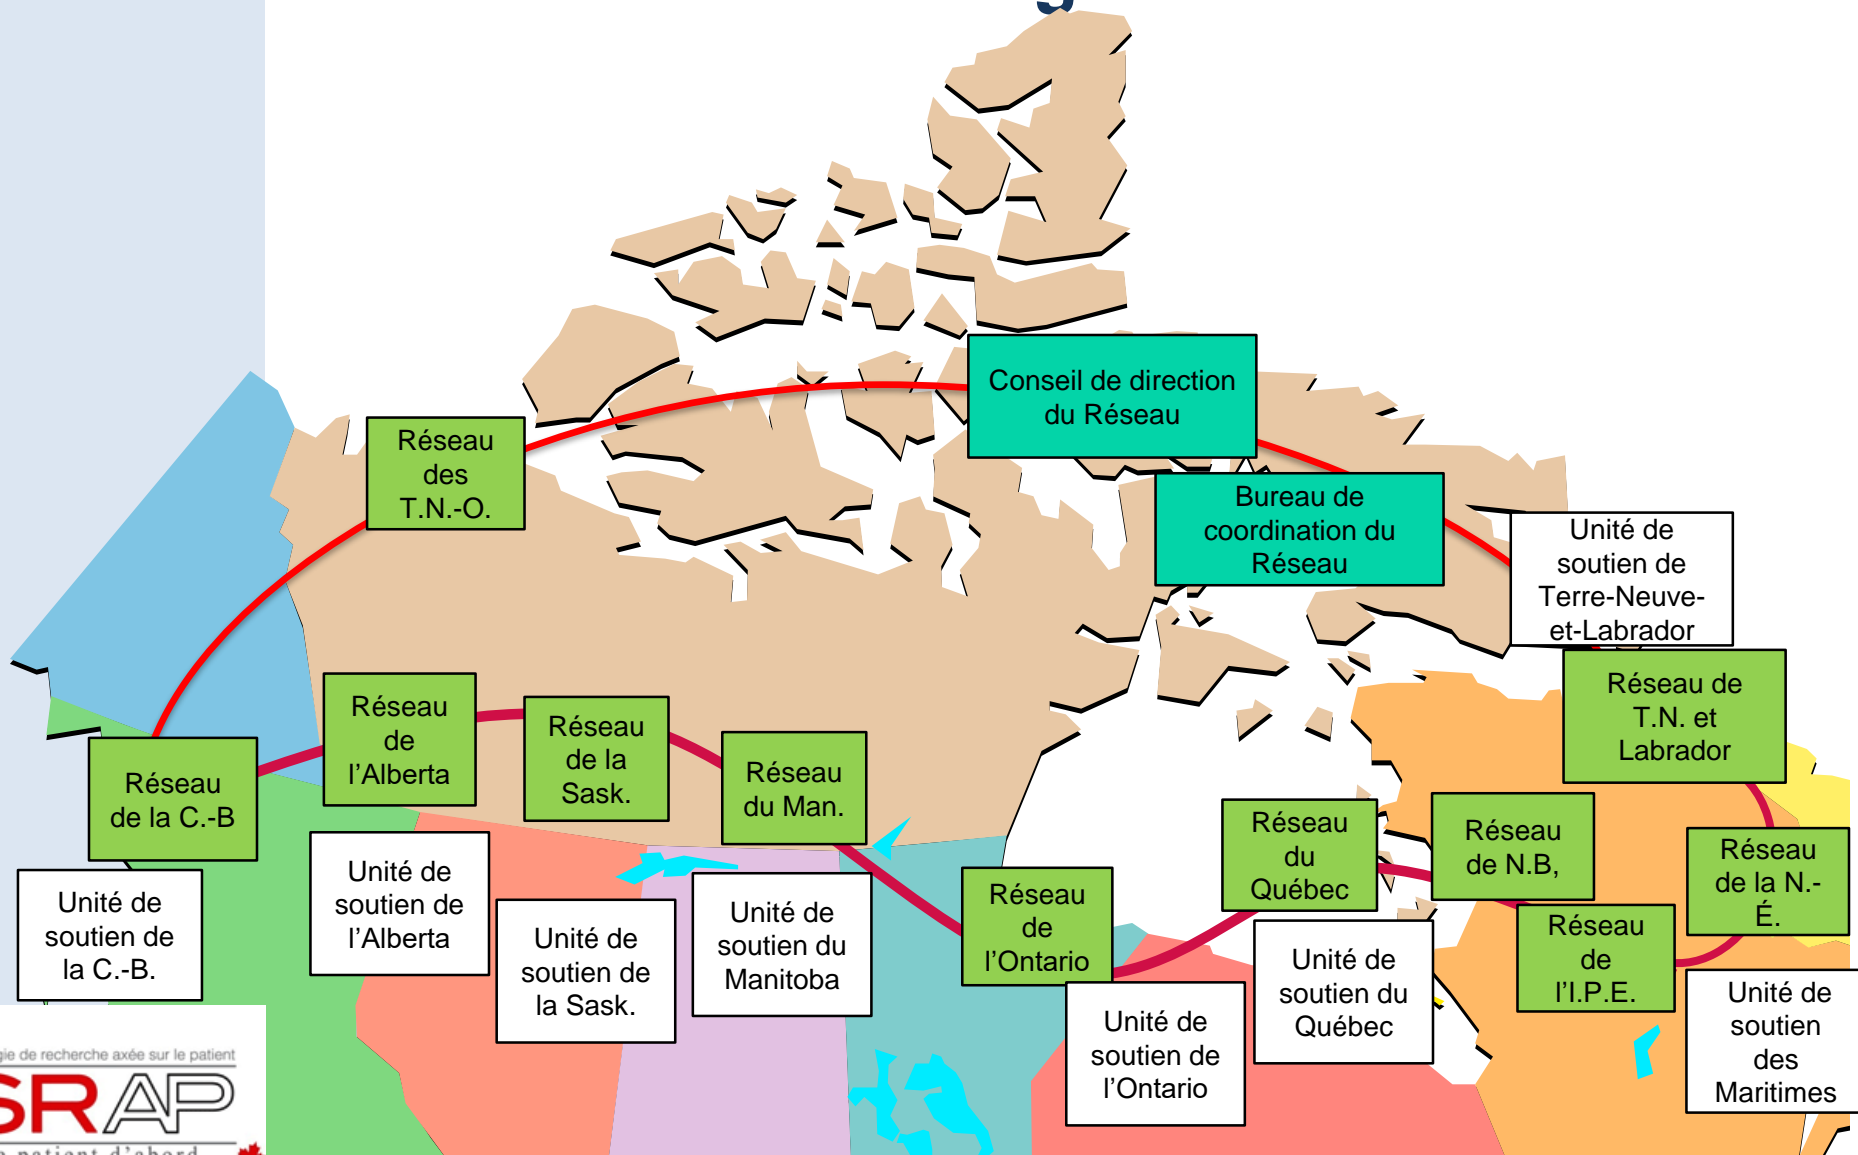 Conseil de direction
du Réseau
Réseau
des
T.N.-O.
Bureau de
coordination du
Réseau
Unité de
soutien de
Terre-Neuve-
et-Labrador
Réseau de
T.N. et
Labrador
Réseau
de
l'Alberta
Réseau
de la
Sask.
Réseau
du Man.
Réseau
de la C.-B
Réseau
du
Québec
Réseau
de N.B,
Réseau
de la N.-
É.
Réseau
de
l'Ontario
Réseau
de
l'I.P.E.
Unité de
soutien de
la C.-B.
Unité de
soutien de
l'Alberta
Unité de
soutien de
la Sask.
Unité de
soutien du
Manitoba
Unité de
soutien de
l'Ontario
Unité de
soutien du
Québec
Unité de
soutien
des
Maritimes
gie de recherche axée sur le patient
SRAP
patient d'abord